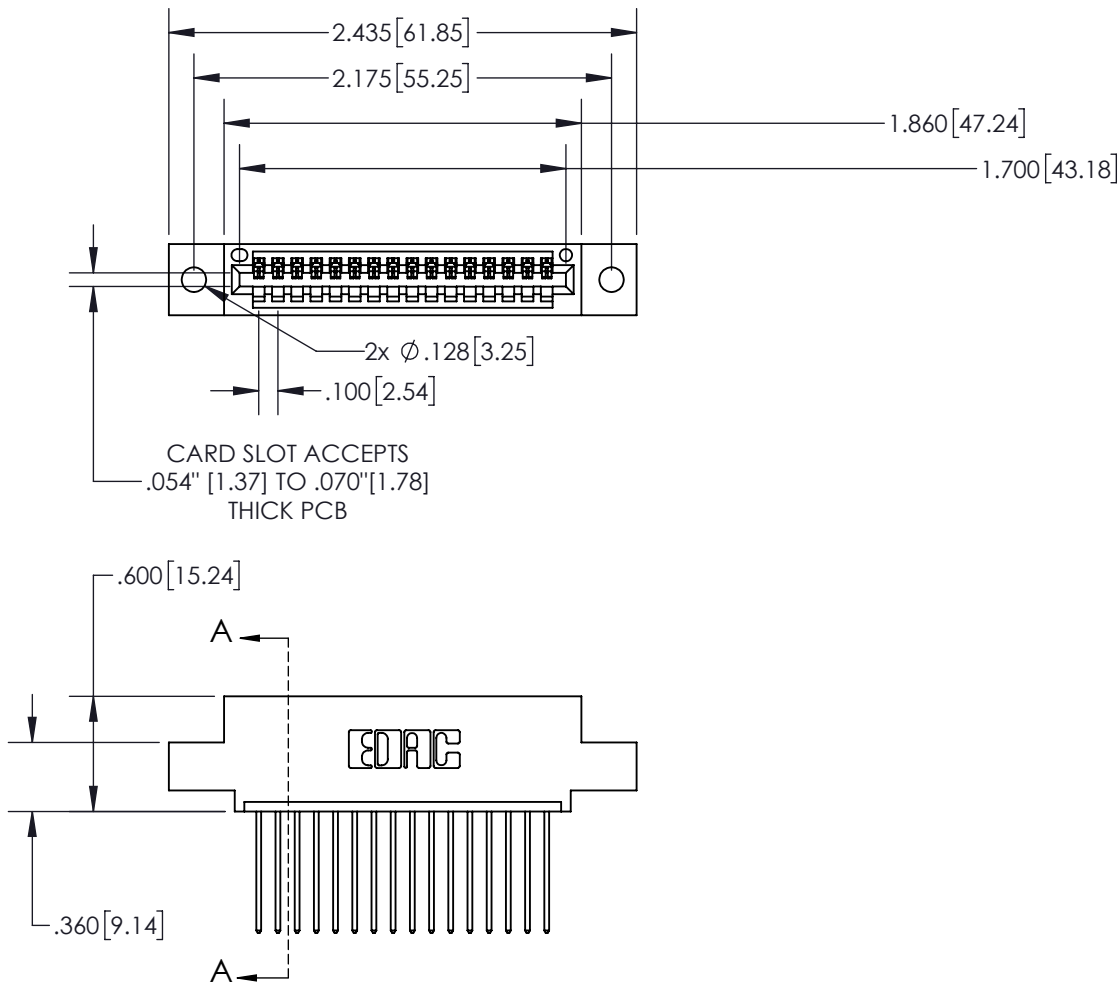 2.435[61.85]
2.175[55.25]
1.860[47.24]
1.700[43.18]
2x Ø.128[3.25]
.100[2.54]
CARD SLOT ACCEPTS
.054" [1.37] TO .070"[1.78]
THICK PCB
.600[15.24]
A
EDAC
.360[9.14]
A